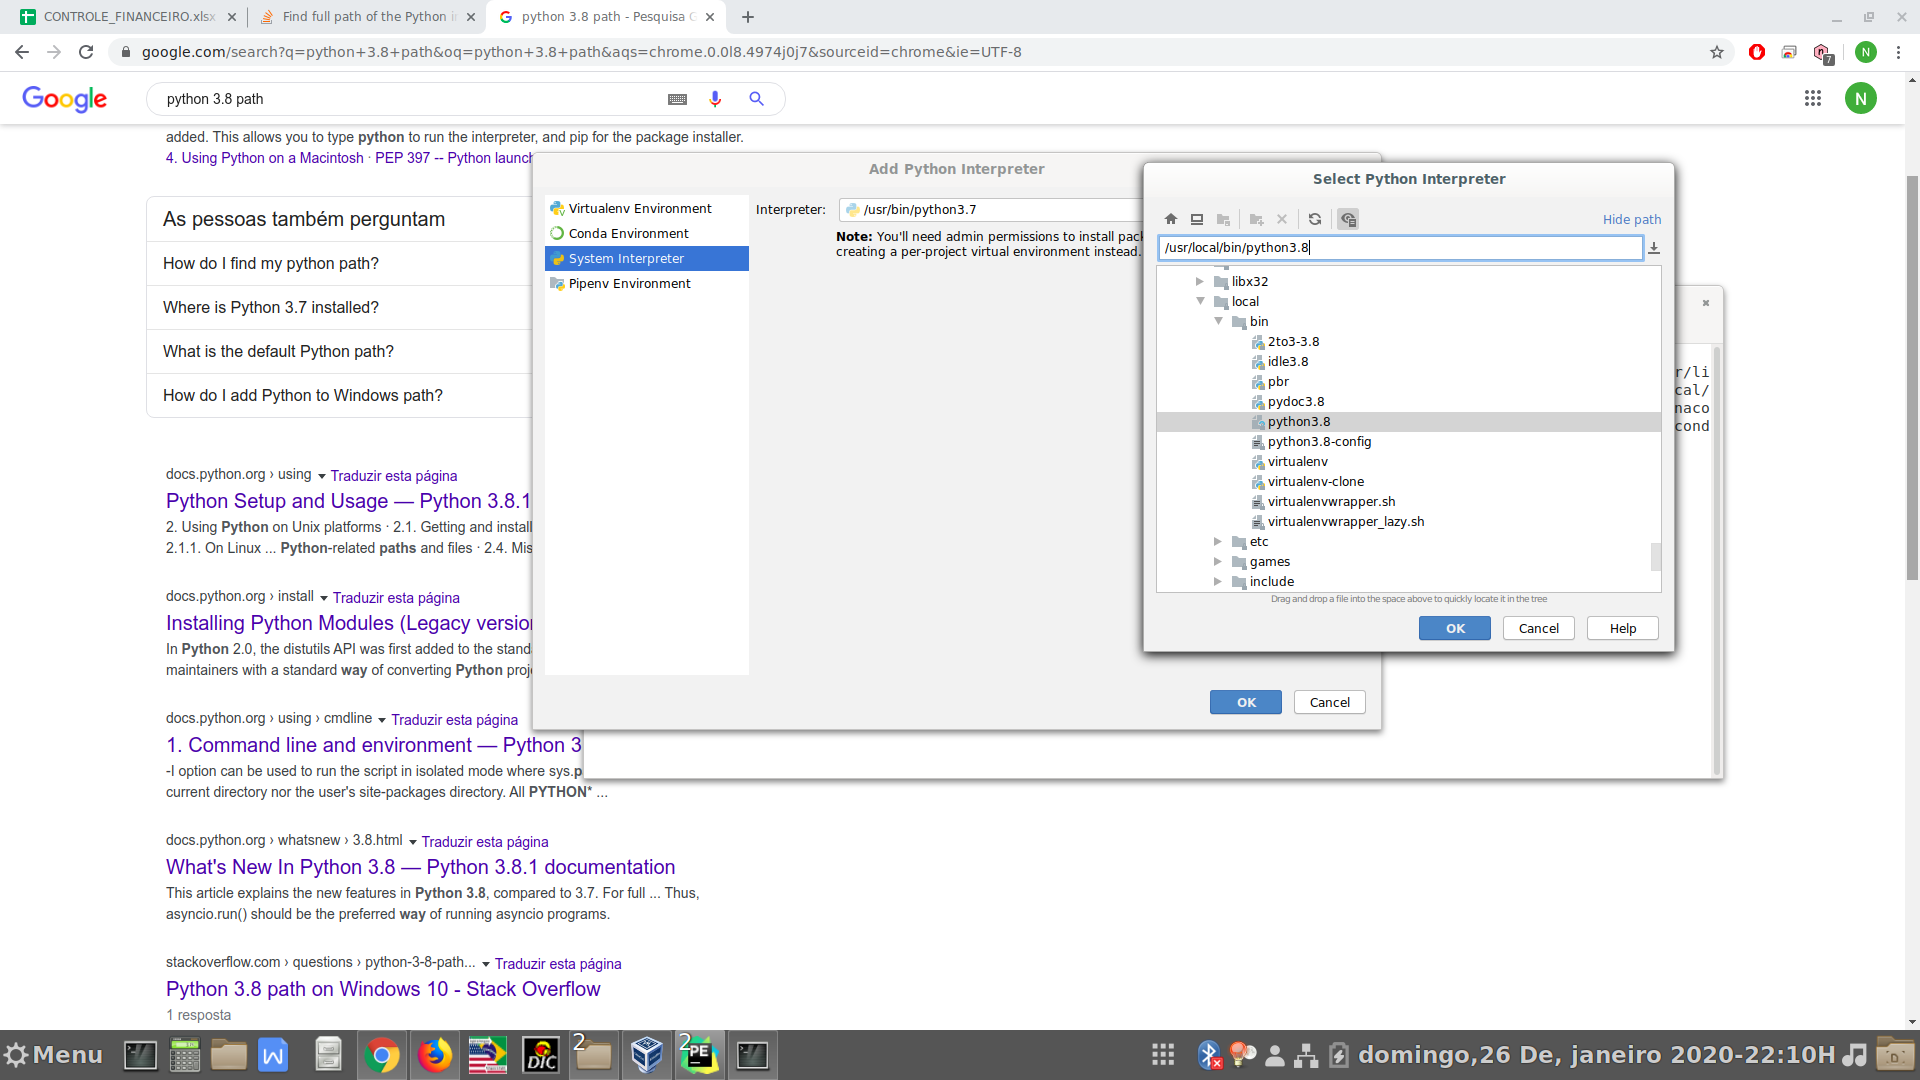 CONTROLE_FINANCEIRO.xlsx
Find full path of the Python in
python 3.8 path - Pesquisa G
google.com/search?q=python+3.8+path&oq=python+3.8+path&aqs=chrome.0.0l8.4974j0j7&sourceid=chrome&ie=UTF-8
7
N
Google
python 3.8 path
N
added. This allows you to type python to run the interpreter, and pip for the package installer.
4. Using Python on a Macintosh · PEP 397 -- Python launch
As pessoas também perguntam
How do I find my python path?
Where is Python 3.7 installed?
What is the default Python path?
How do I add Python to Windows path?
docs.python.org › using
Traduzir esta página
Python Setup and Usage — Python 3.8.1
2. Using Python on Unix platforms · 2.1. Getting and install
2.1.1. On Linux ... Python-related paths and files · 2.4. Mis
docs.python.org › install
Traduzir esta página
Installing Python Modules (Legacy version
In Python 2.0, the distutils API was first added to the stand
maintainers with a standard way of converting Python proj
docs.python.org › using › cmdline
Traduzir esta página
1. Command line and environment — Python 3
-I option can be used to run the script in isolated mode where sys.p
current directory nor the user's site-packages directory. All PYTHON* ...
docs.python.org › whatsnew › 3.8.html
Traduzir esta página
What's New In Python 3.8 — Python 3.8.1 documentation
This article explains the new features in Python 3.8, compared to 3.7. For full ... Thus,
asyncio.run() should be the preferred way of running asyncio programs.
stackoverflow.com › questions › python-3-8-path...
Traduzir esta página
Python 3.8 path on Windows 10 - Stack Overflow
1 resposta
Add Python Interpreter
Virtualenv Environment
Conda Environment
System Interpreter
Pipenv Environment
Interpreter:
/usr/bin/python3.7
Note: You'll need admin permissions to install pac
creating a per-project virtual environment instead.
OK
Cancel
Select Python Interpreter
Hide path
/usr/local/bin/python3.8
libx32
local
bin
2to3-3.8
idle3.8
pbr
pydoc3.8
python3.8
python3.8-config
virtualenv
virtualenv-clone
virtualenvwrapper.sh
virtualenvwrapper_lazy.sh
etc
games
include
Drag and drop a file into the space above to quickly locate it in the tree
OK
Cancel
Help
r/li
cal/
naco
cond
Menu
W
DIC
2
2
PE
domingo,26 De, janeiro 2020-22:10H
D